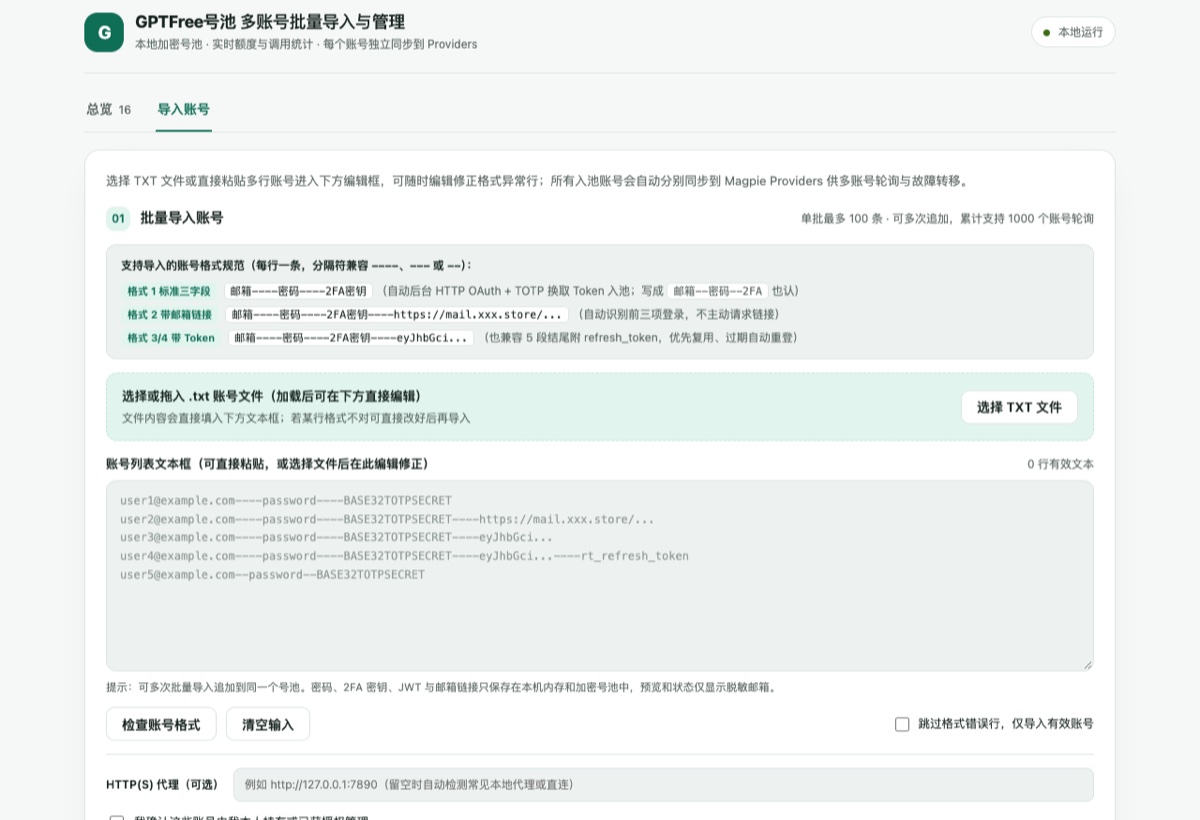 G
GPTFree号池 多账号批量导入与管理
本地加密号池 · 实时额度与调用统计 · 每个账号独立同步到 Providers
本地运行
总览 16
导入账号
选择 TXT 文件或直接粘贴多行账号进入下方编辑框，可随时编辑修正格式异常行；所有入池账号会自动分别同步到 Magpie Providers 供多账号轮询与故障转移。
01 批量导入账号
单批最多 100 条 · 可多次追加，累计支持 1000 个账号轮询
支持导入的账号格式规范（每行一条，分隔符兼容 ----、--- 或 --）：
格式 1 标准三字段 邮箱----密码----2FA密钥 （自动后台 HTTP OAuth + TOTP 换取 Token 入池；写成 邮箱--密码--2FA 也认）
格式 2 带邮箱链接 邮箱----密码----2FA密钥----https://mail.xxx.store/... （自动识别前三项登录，不主动请求链接）
格式 3/4 带 Token 邮箱----密码----2FA密钥----eyJhbGci... （也兼容 5 段结尾附 refresh_token，优先复用、过期自动重登）
选择或拖入 .txt 账号文件（加载后可在下方直接编辑）
文件内容会直接填入下方文本框；若某行格式不对可直接改好后再导入
选择 TXT 文件
账号列表文本框（可直接粘贴，或选择文件后在此编辑修正）
0 行有效文本
user1@example.com----password----BASE32TOTPSECRET
user2@example.com----password----BASE32TOTPSECRET----https://mail.xxx.store/...
user3@example.com----password----BASE32TOTPSECRET----eyJhbGci...
user4@example.com----password----BASE32TOTPSECRET----eyJhbGci...----rt_refresh_token
user5@example.com--password--BASE32TOTPSECRET
提示：可多次批量导入追加到同一个号池。密码、2FA 密钥、JWT 与邮箱链接只保存在本机内存和加密号池中，预览和状态仅显示脱敏邮箱。
检查账号格式
清空输入
跳过格式错误行，仅导入有效账号
HTTP(S) 代理（可选）
例如 http://127.0.0.1:7890（留空时自动检测常见本地代理或直连）